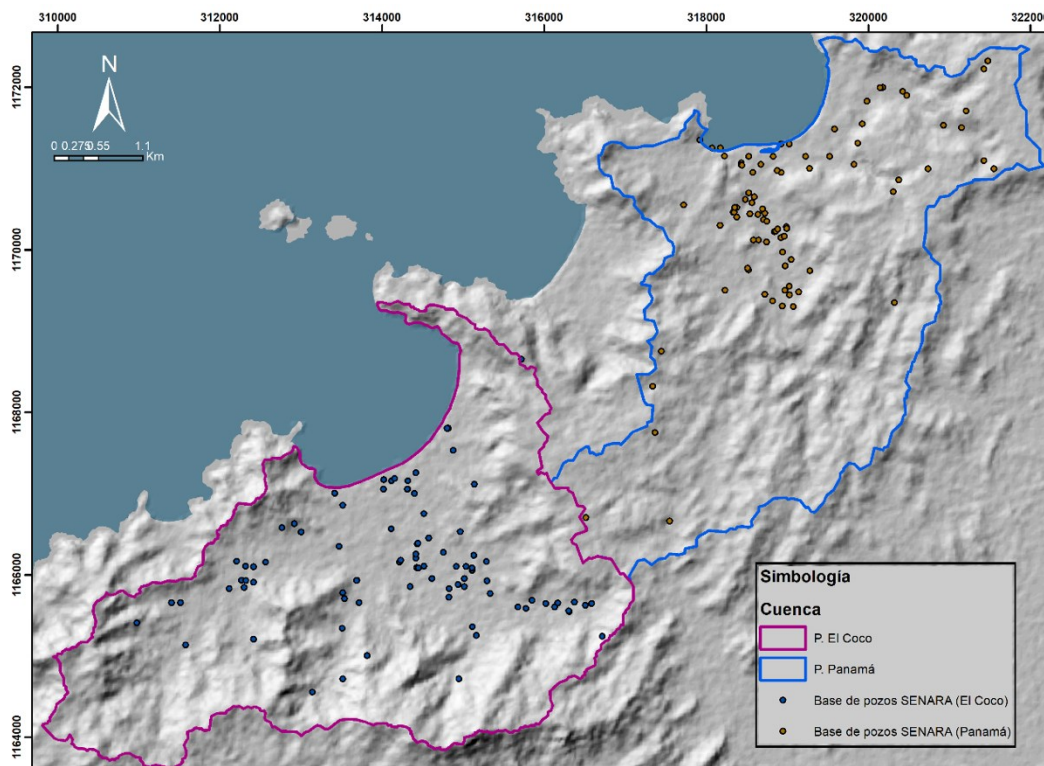 310000 312000 314000 316000 318000 320000 322000
N
0 0.275 0.55 1.1
Km
1172000
1170000
1168000
1166000
1164000
Simbología
Cuenca
P. El Coco
P. Panamá
Base de pozos SENARA (El Coco)
Base de pozos SENARA (Panamá)